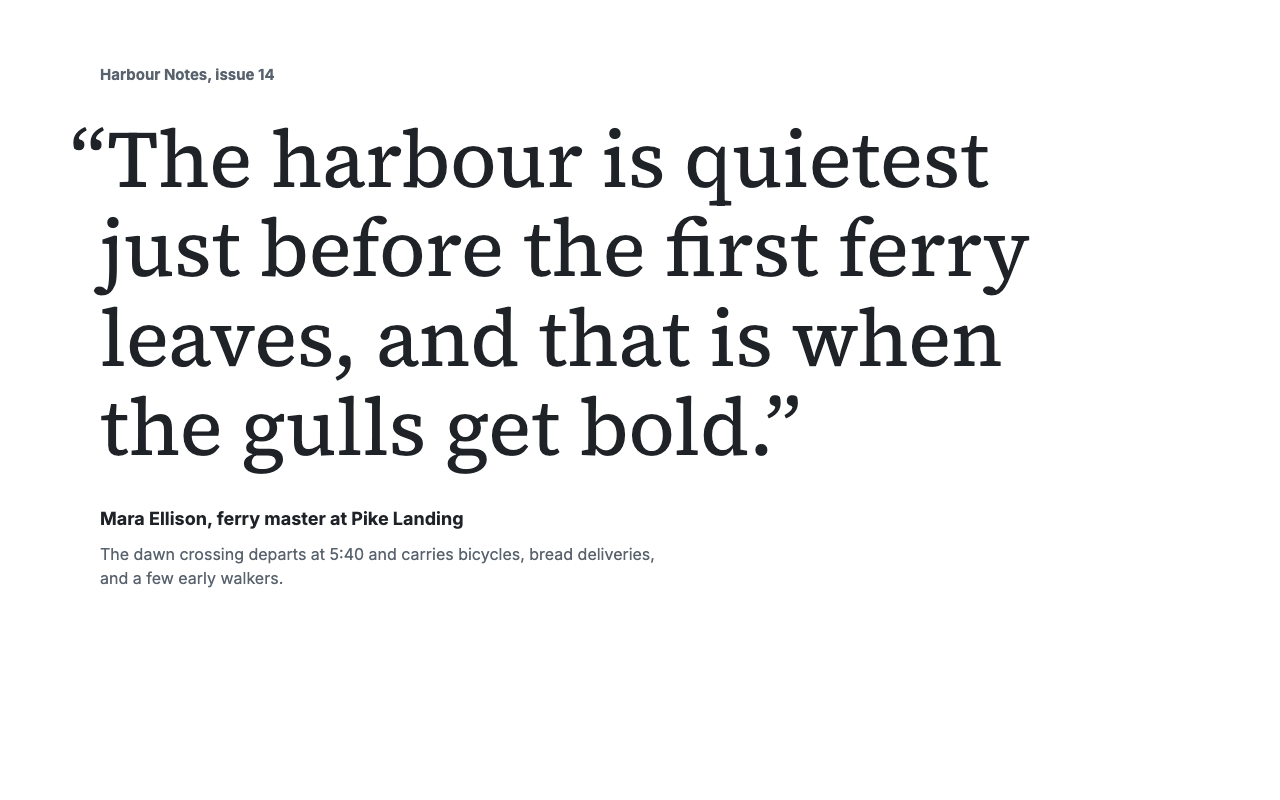 Harbour Notes, issue 14
“The harbour is quietest
just before the first ferry
leaves, and that is when
the gulls get bold.”
Mara Ellison, ferry master at Pike Landing
The dawn crossing departs at 5:40 and carries bicycles, bread deliveries,
and a few early walkers.